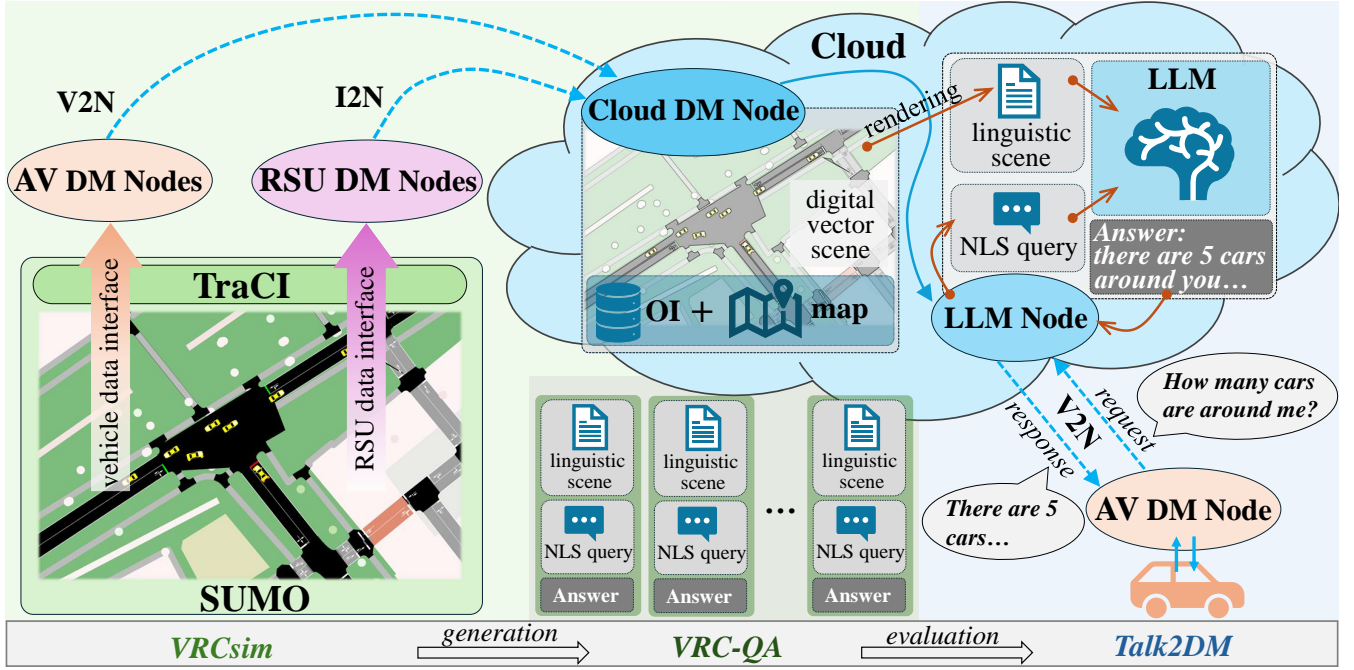 Cloud
V2N
I2N
Cloud DM Node
rendering
linguistic
scene
LLM
AV DM Nodes
RSU DM Nodes
digital
vector
scene
NLS query
Answer:
there are 5 cars
around you…
TraCI
vehicle data interface
RSU data interface
OI + map
LLM Node
SUMO
How many cars
are around me?
request
V2N
response
There are 5
cars…
AV DM Node
linguistic
scene
NLS query
Answer
linguistic
scene
NLS query
Answer
...
linguistic
scene
NLS query
Answer
VRCsim
generation
VRC-QA
evaluation
Talk2DM